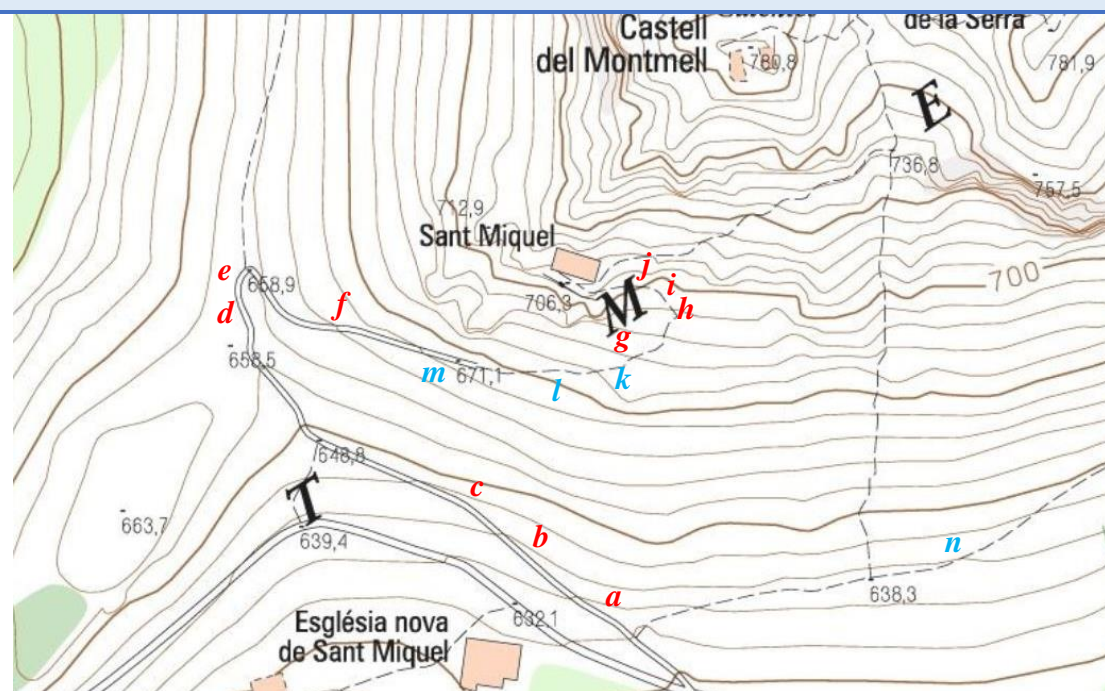 Castell
del Montmell
780,8
de la Serra
781,9
E
736,8
757,5
712,9
Sant Miquel
j
i
h
700
706,3
M
g
e
658,9
d
f
658,5
m
671,1
l
k
648,8
c
T
663,7
639,4
b
n
a
638,3
632,1
Església nova
de Sant Miquel